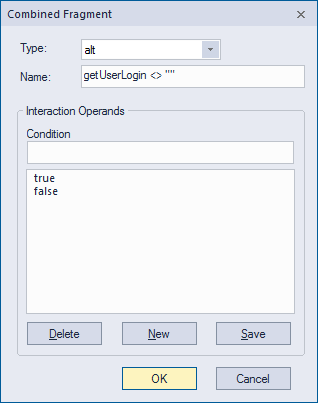 Combined Fragment
Type: alt
Name: getUserLogin <> ""
Interaction Operands
Condition
true
false
Delete New Save
OK Cancel